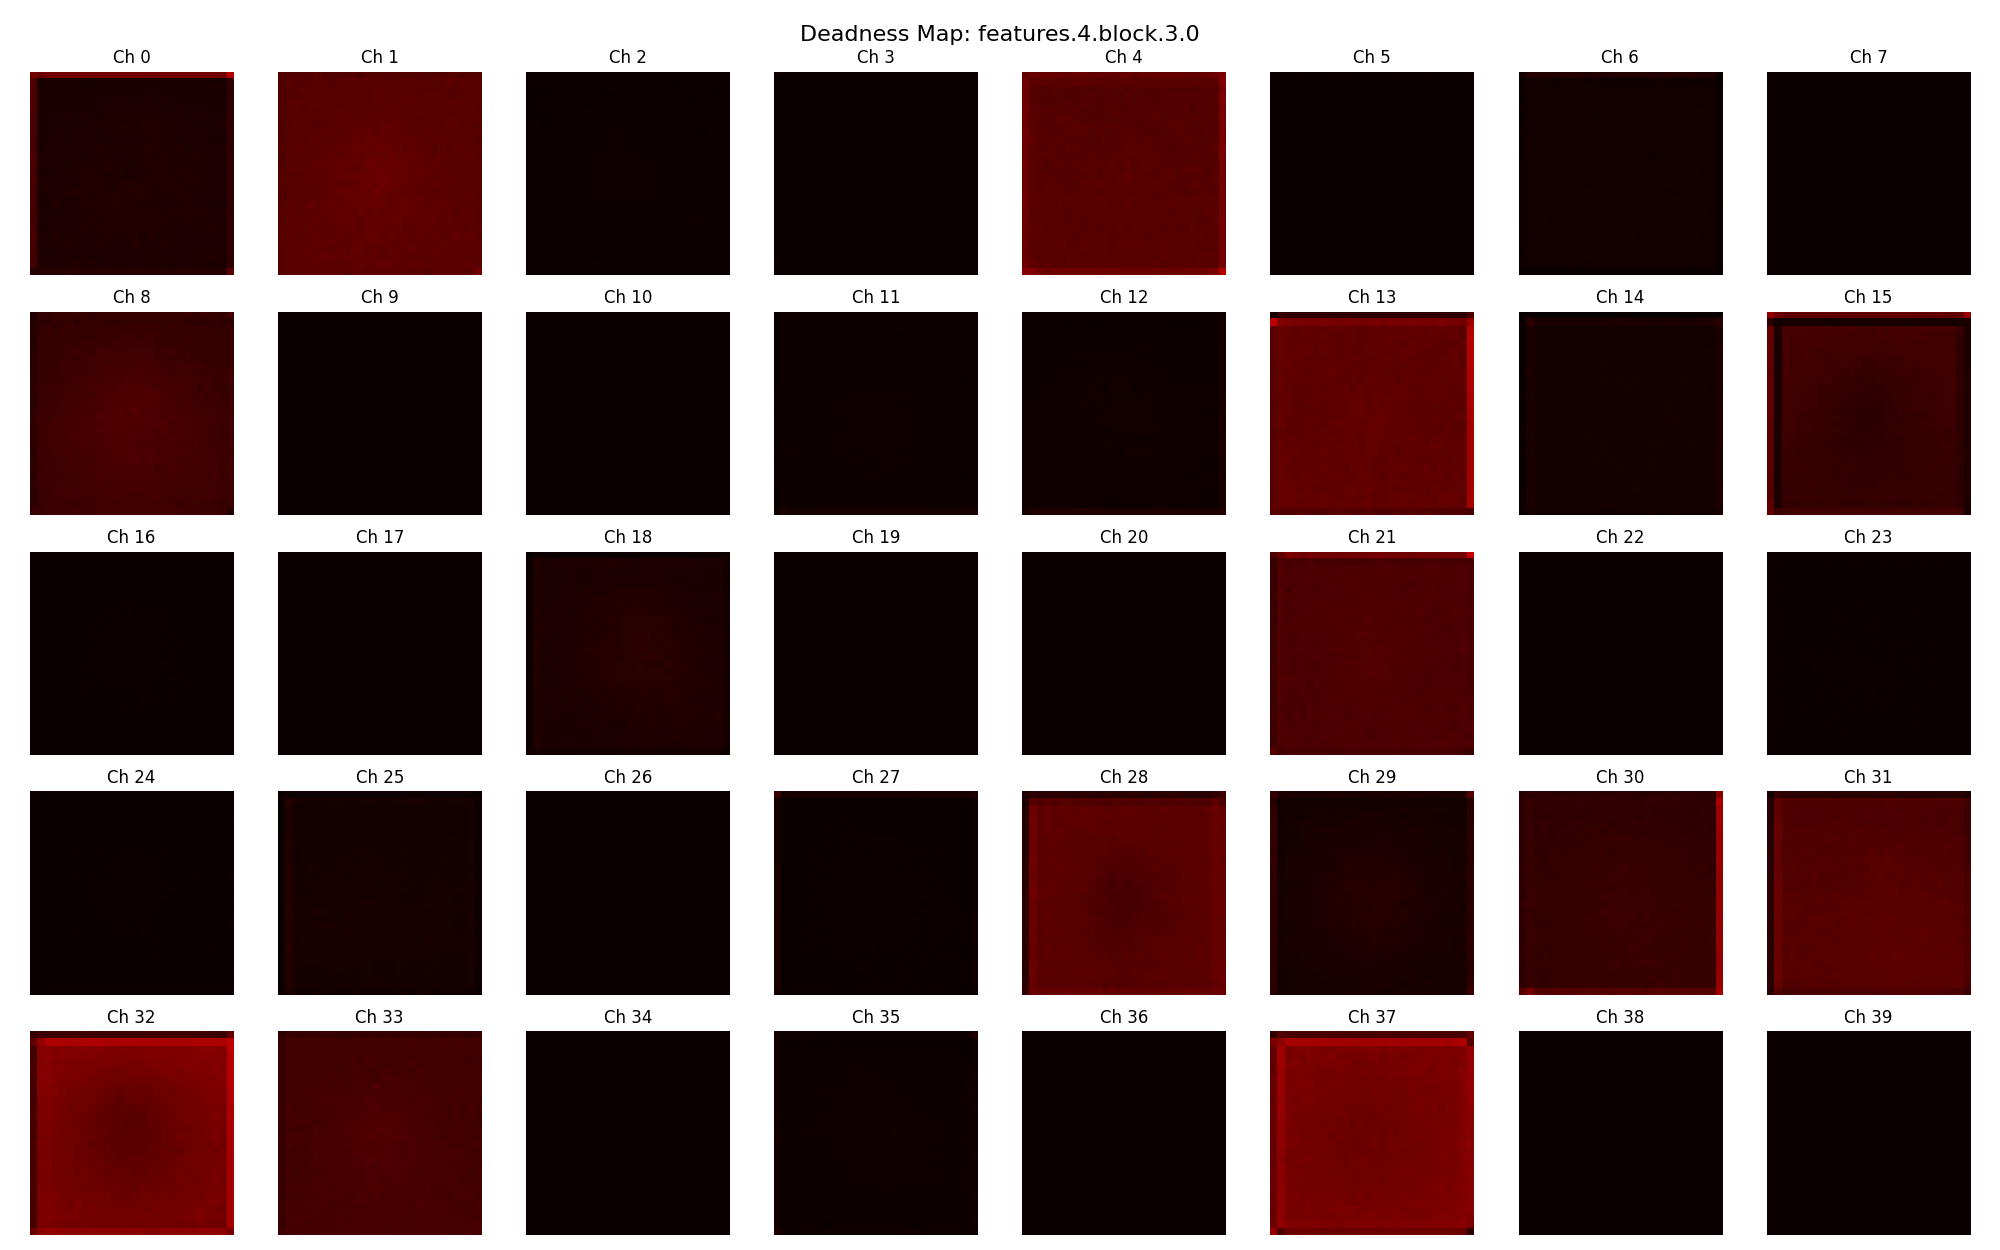 Deadness Map: features.4.block.3.0
Ch 0 Ch 1 Ch 2 Ch 3 Ch 4 Ch 5 Ch 6 Ch 7
Ch 8 Ch 9 Ch 10 Ch 11 Ch 12 Ch 13 Ch 14 Ch 15
Ch 16 Ch 17 Ch 18 Ch 19 Ch 20 Ch 21 Ch 22 Ch 23
Ch 24 Ch 25 Ch 26 Ch 27 Ch 28 Ch 29 Ch 30 Ch 31
Ch 32 Ch 33 Ch 34 Ch 35 Ch 36 Ch 37 Ch 38 Ch 39